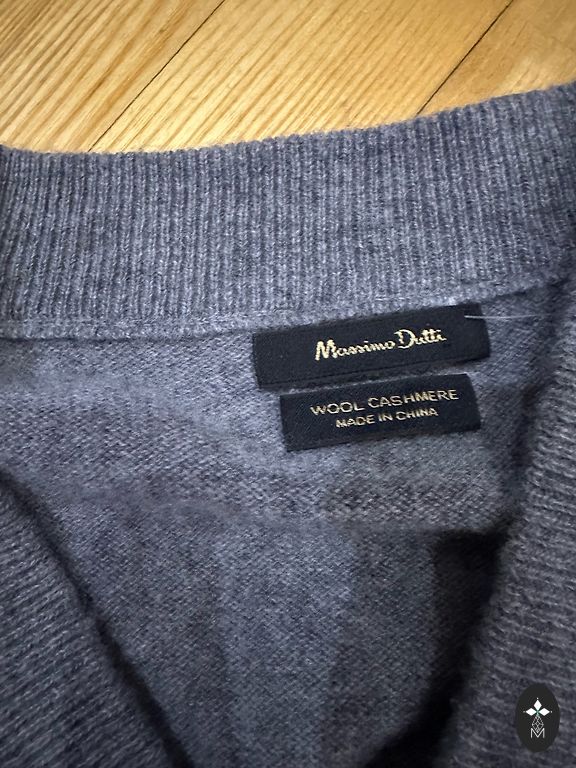 Massimo Dutti
WOOL CASHMERE
MADE IN CHINA
M